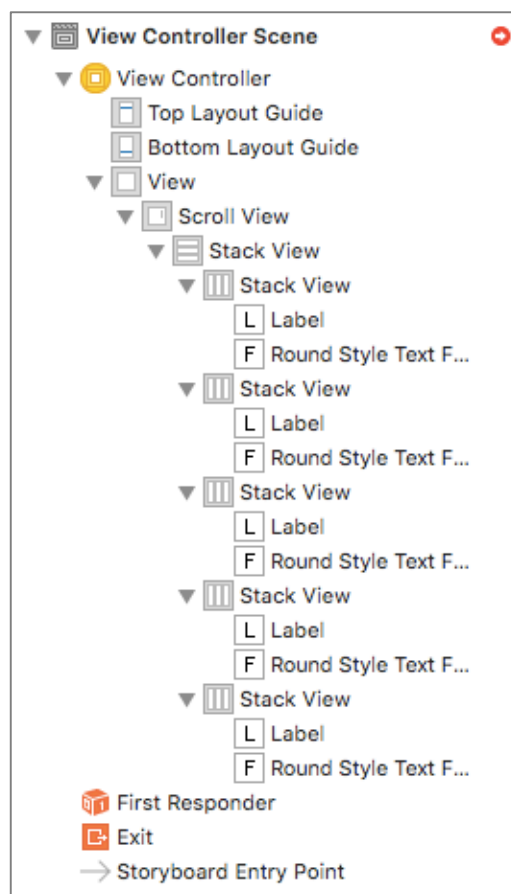 View Controller Scene
View Controller
Top Layout Guide
Bottom Layout Guide
View
Scroll View
Stack View
Stack View
L Label
F Round Style Text F...
Stack View
L Label
F Round Style Text F...
Stack View
L Label
F Round Style Text F...
Stack View
L Label
F Round Style Text F...
Stack View
L Label
F Round Style Text F...
First Responder
Exit
Storyboard Entry Point